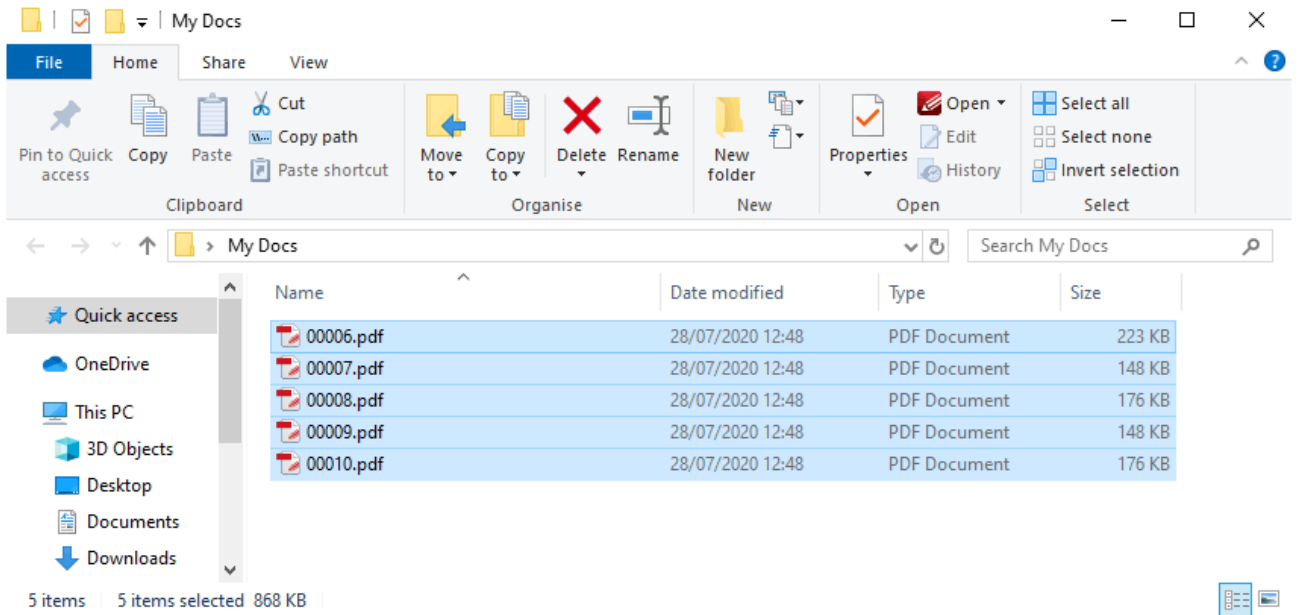 My Docs
File Home Share View
Pin to Quick access
Copy
Paste
Cut
Copy path
Paste shortcut
Clipboard
Move to
Copy to
Delete
Rename
Organise
New folder
New
Properties
Open
Edit
History
Open
Select all
Select none
Invert selection
Select
My Docs
Search My Docs
Quick access
OneDrive
This PC
3D Objects
Desktop
Documents
Downloads
Name Date modified Type Size
00006.pdf 28/07/2020 12:48 PDF Document 223 KB
00007.pdf 28/07/2020 12:48 PDF Document 148 KB
00008.pdf 28/07/2020 12:48 PDF Document 176 KB
00009.pdf 28/07/2020 12:48 PDF Document 148 KB
00010.pdf 28/07/2020 12:48 PDF Document 176 KB
5 items 5 items selected 868 KB